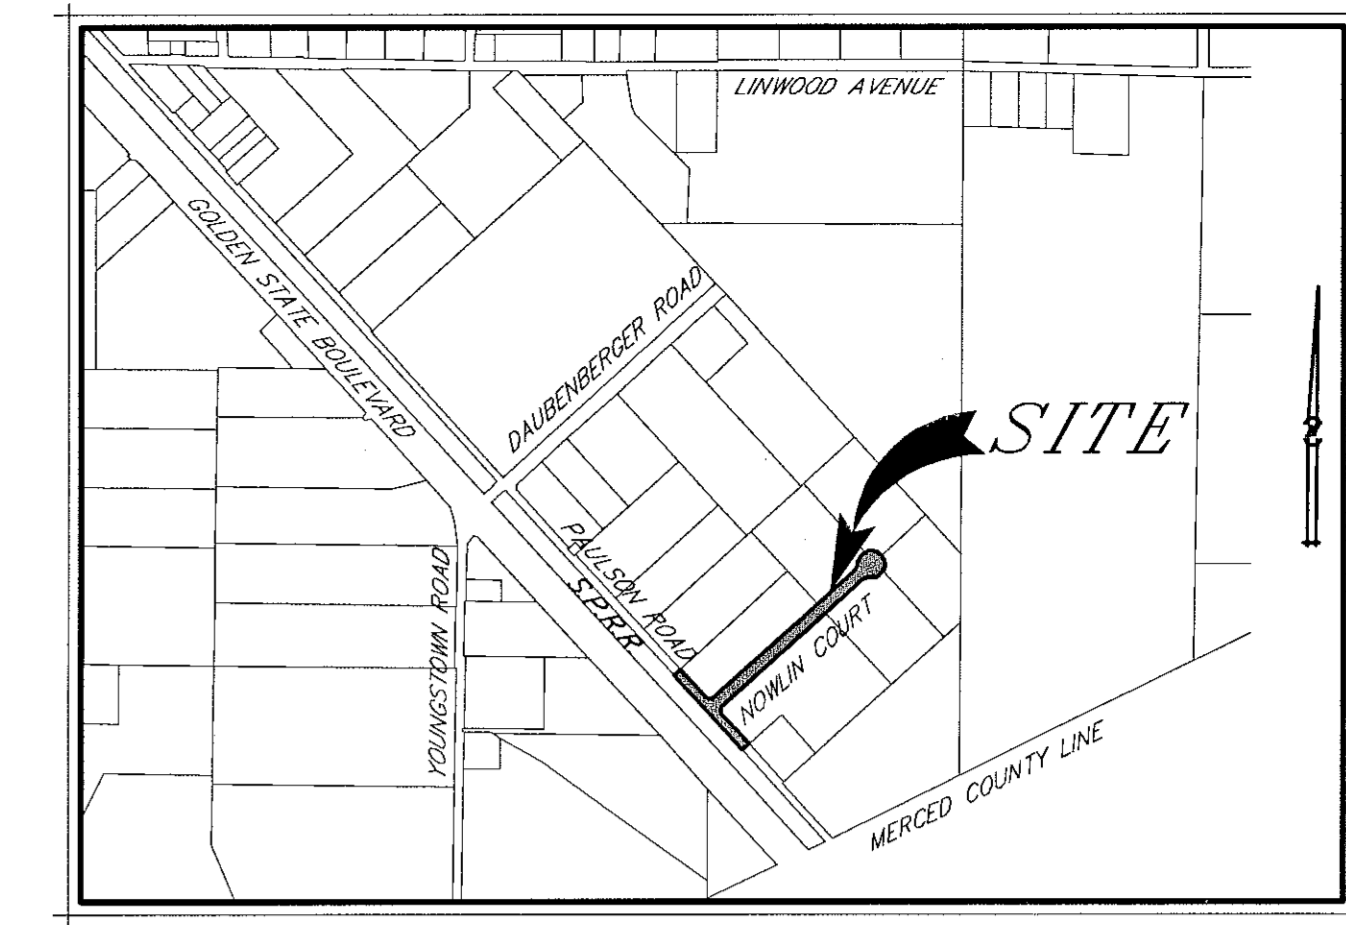 LINWOOD AVENUE
GOLDEN STATE BOULEVARD
DAUBENBERGER ROAD
SITE
PAULSON ROAD
S.P.R.R
YOUNGSTOWN ROAD
NOWLIN COURT
MERCED COUNTY LINE